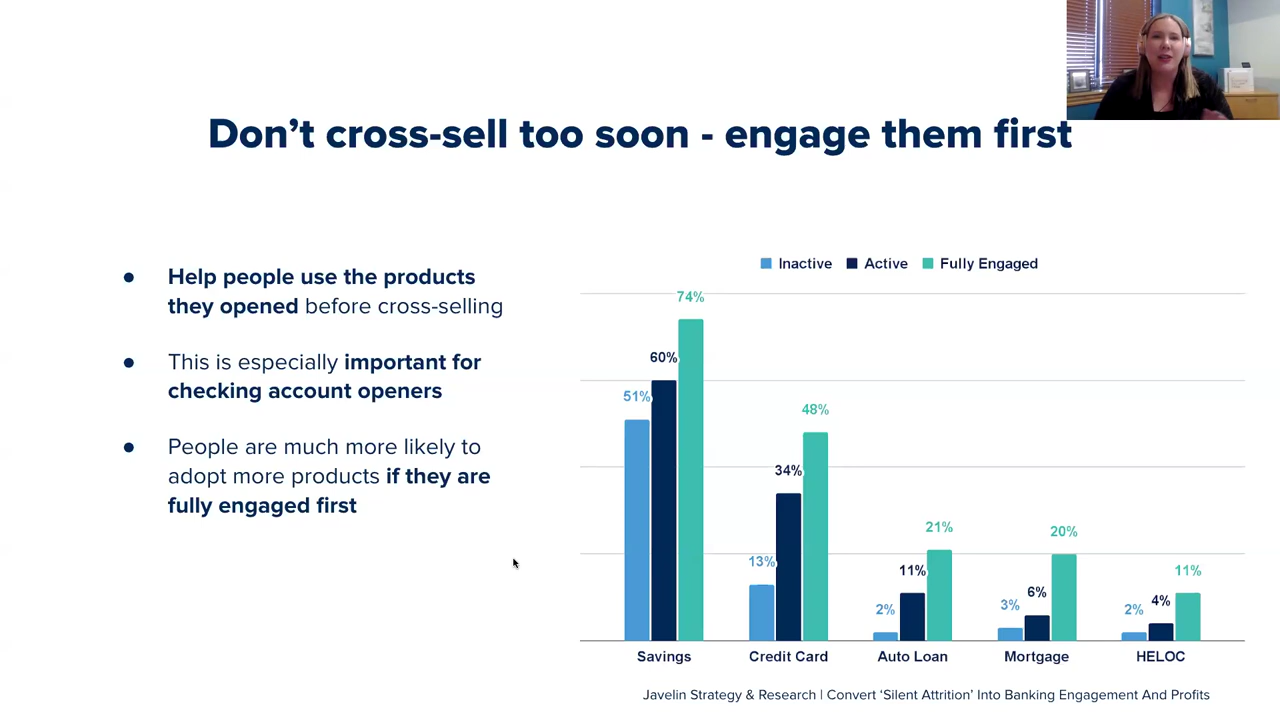 Don’t cross-sell too soon - engage them first
● Help people use the products
they opened before cross-selling
● This is especially important for
checking account openers
● People are much more likely to
adopt more products if they are
fully engaged first
Inactive Active Fully Engaged
51% 60% 74%
13% 34% 48%
2% 11% 21%
3% 6% 20%
2% 4% 11%
Savings Credit Card Auto Loan Mortgage HELOC
Javelin Strategy & Research | Convert ‘Silent Attrition’ Into Banking Engagement And Profits